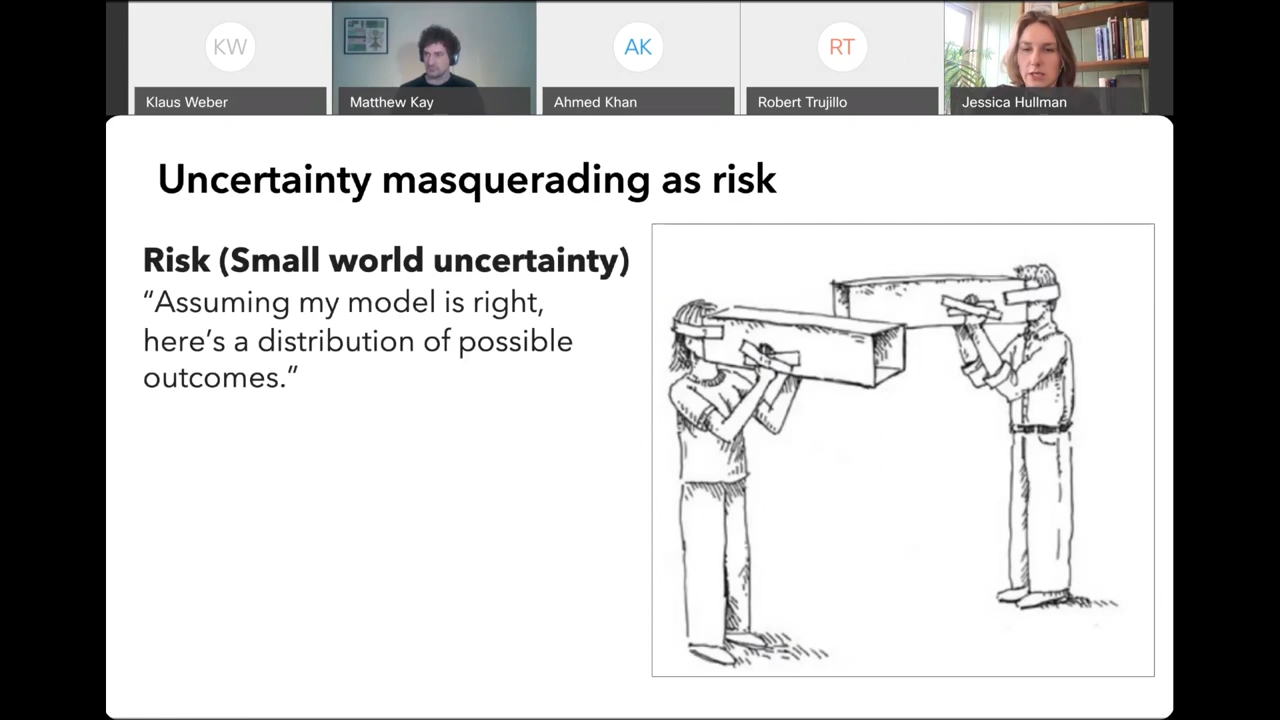 KW
AK
RT
Klaus Weber
Matthew Kay
Ahmed Khan
Robert Trujillo
Jessica Hullman
Uncertainty masquerading as risk
Risk (Small world uncertainty)
“Assuming my model is right,
here’s a distribution of possible
outcomes.”